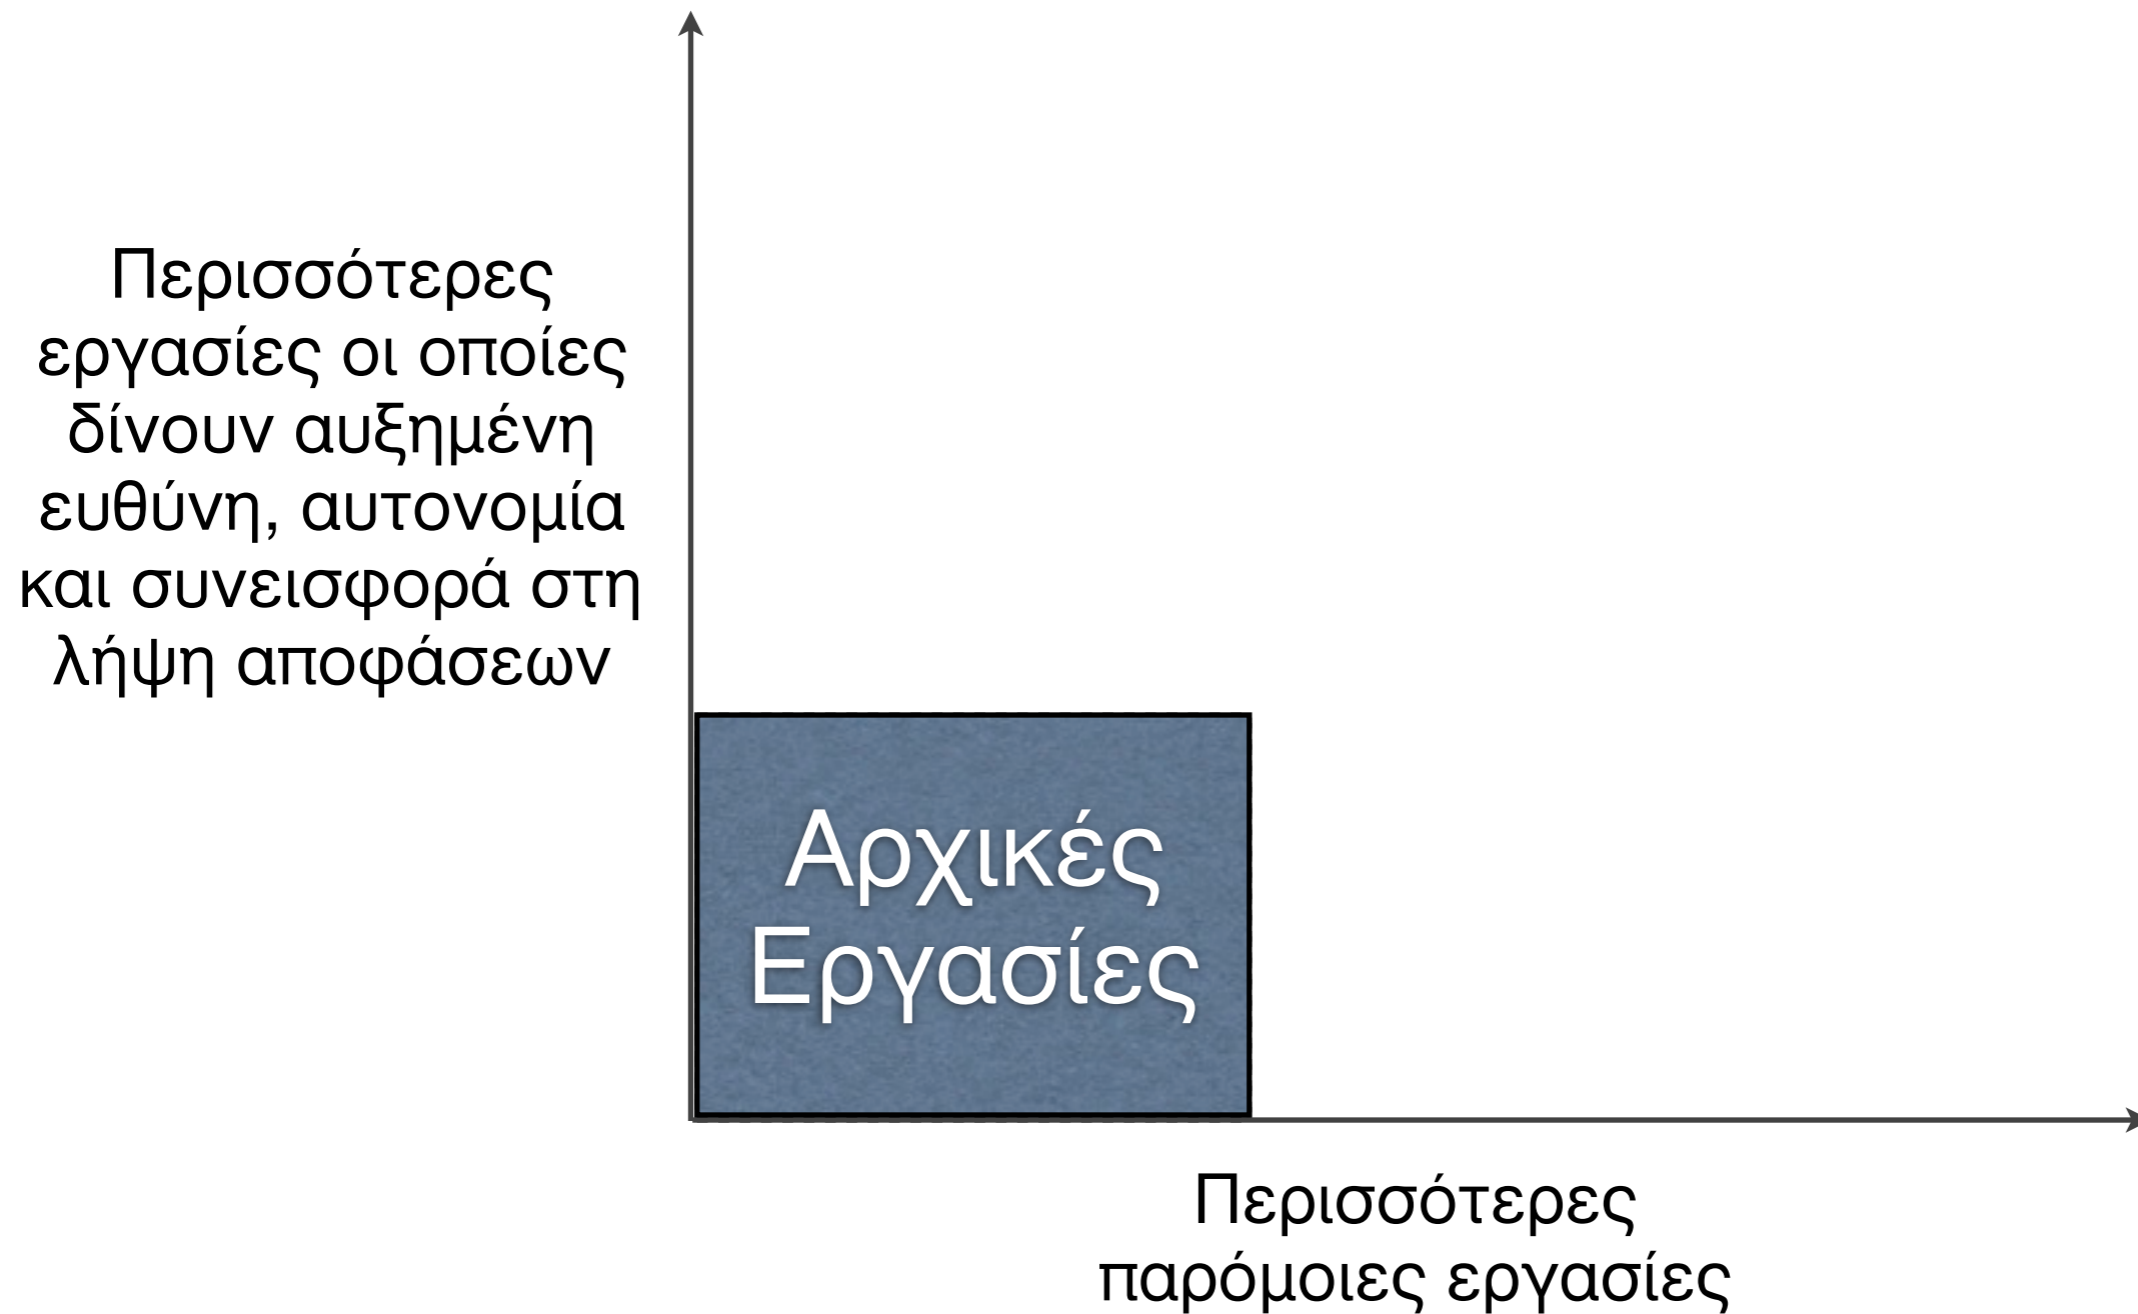 Περισσότερες
εργασίες οι οποίες
δίνουν αυξημένη
ευθύνη, αυτονομία
και συνεισφορά στη
λήψη αποφάσεων
Αρχικές
Εργασίες
Περισσότερες
παρόμοιες εργασίες